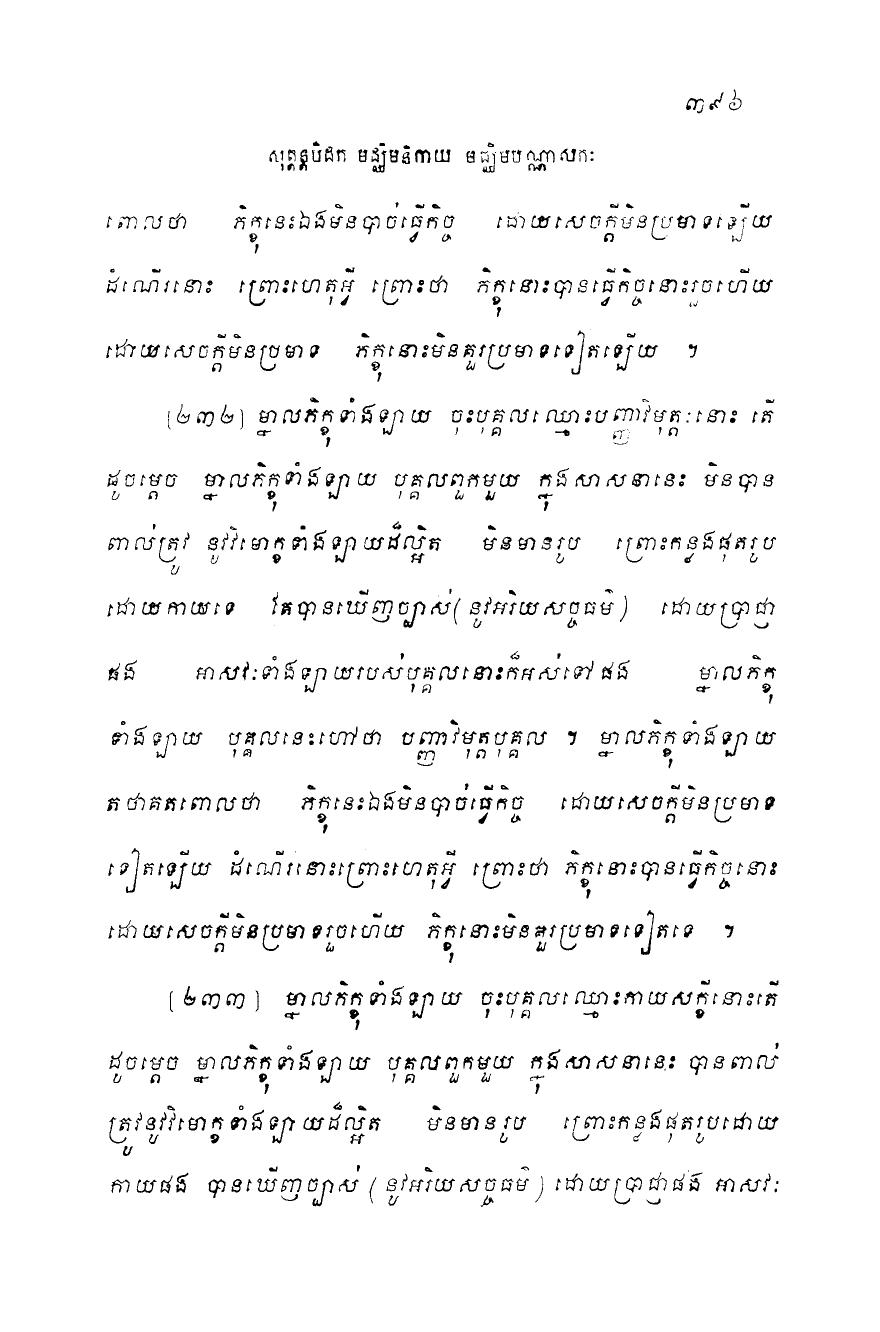 ៣៩៦
សុត្តន្តបិដក មជ្ឈិមនិកាយ មជ្ឈិមបណ្ណាសកៈ
ពោលថា ភិក្ខុនេះឯងមិនបាច់ធ្វើកិច្ច ដោយសេចក្តីមិនប្រមាទឡើយ
ដំណើរនោះ ព្រោះហេតុអ្វី ព្រោះថា ភិក្ខុនោះបានធ្វើកិច្ចនោះរួចហើយ
ដោយសេចក្តីមិនប្រមាទ ភិក្ខុនោះមិនគួរប្រមាទទៀតឡើយ ។
[២៣២] ម្នាលភិក្ខុទាំងឡាយ ចុះបុគ្គលឈ្មោះបញ្ញាវិមុត្តៈនោះ តើ
ដូចម្តេច ម្នាលភិក្ខុទាំងឡាយ បុគ្គលពួកមួយ ក្នុងសាសនានេះ មិនបាន
ពាល់ត្រូវ នូវវិមោក្ខទាំងឡាយដ៏ល្អិត មិនមានរូប ព្រោះកន្លងផុតរូប
ដោយកាយទេ តែបានឃើញច្បាស់ (នូវអរិយសច្ចធម៌) ដោយប្រាជ្ញា
ផង អាសវៈទាំងឡាយរបស់បុគ្គលនោះក៏អស់ទៅផង ម្នាលភិក្ខុ
ទាំងឡាយ បុគ្គលនេះហៅថា បញ្ញាវិមុត្តបុគ្គល ។ ម្នាលភិក្ខុទាំងឡាយ
តថាគតពោលថា ភិក្ខុនេះឯងមិនបាច់ធ្វើកិច្ច ដោយសេចក្តីមិនប្រមាទ
ទៀតឡើយ ដំណើរនោះព្រោះហេតុអ្វី ព្រោះថា ភិក្ខុនោះបានធ្វើកិច្ចនោះ
ដោយសេចក្តីមិនប្រមាទរួចហើយ ភិក្ខុនោះមិនគួរប្រមាទទៀតទេ ។
[២៣៣] ម្នាលភិក្ខុទាំងឡាយ ចុះបុគ្គលឈ្មោះកាយសក្ខីនោះតើ
ដូចម្តេច ម្នាលភិក្ខុទាំងឡាយ បុគ្គលពួកមួយ ក្នុងសាសនានេះ បានពាល់
ត្រូវនូវវិមោក្ខទាំងឡាយដ៏ល្អិត មិនមានរូប ព្រោះកន្លងផុតរូបដោយ
កាយផង បានឃើញច្បាស់ (នូវអរិយសច្ចធម៌) ដោយប្រាជ្ញាផង អាសវៈ